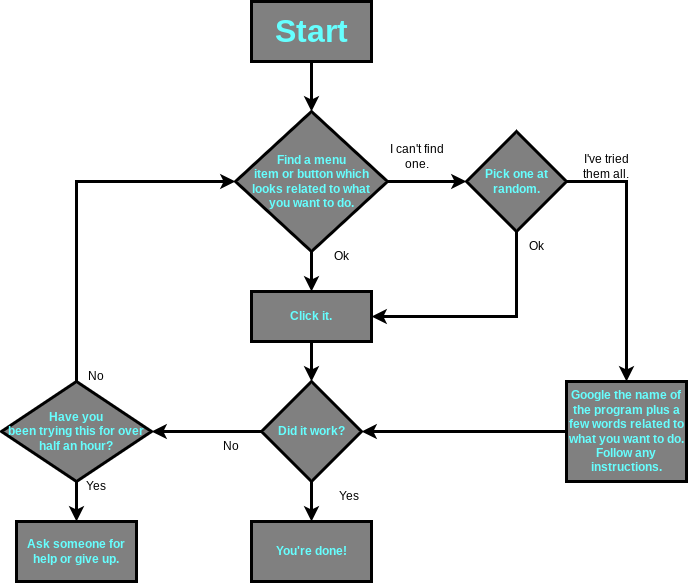 Start
Find a menu
item or button which
looks related to what
you want to do.
I can't find
one.
Pick one at
random.
I've tried
them all.
Ok
Ok
Click it.
No
Have you
been trying this for over
half an hour?
No
Did it work?
Google the name of
the program plus a
few words related to
what you want to do.
Follow any
instructions.
Yes
Yes
Ask someone for
help or give up.
You're done!